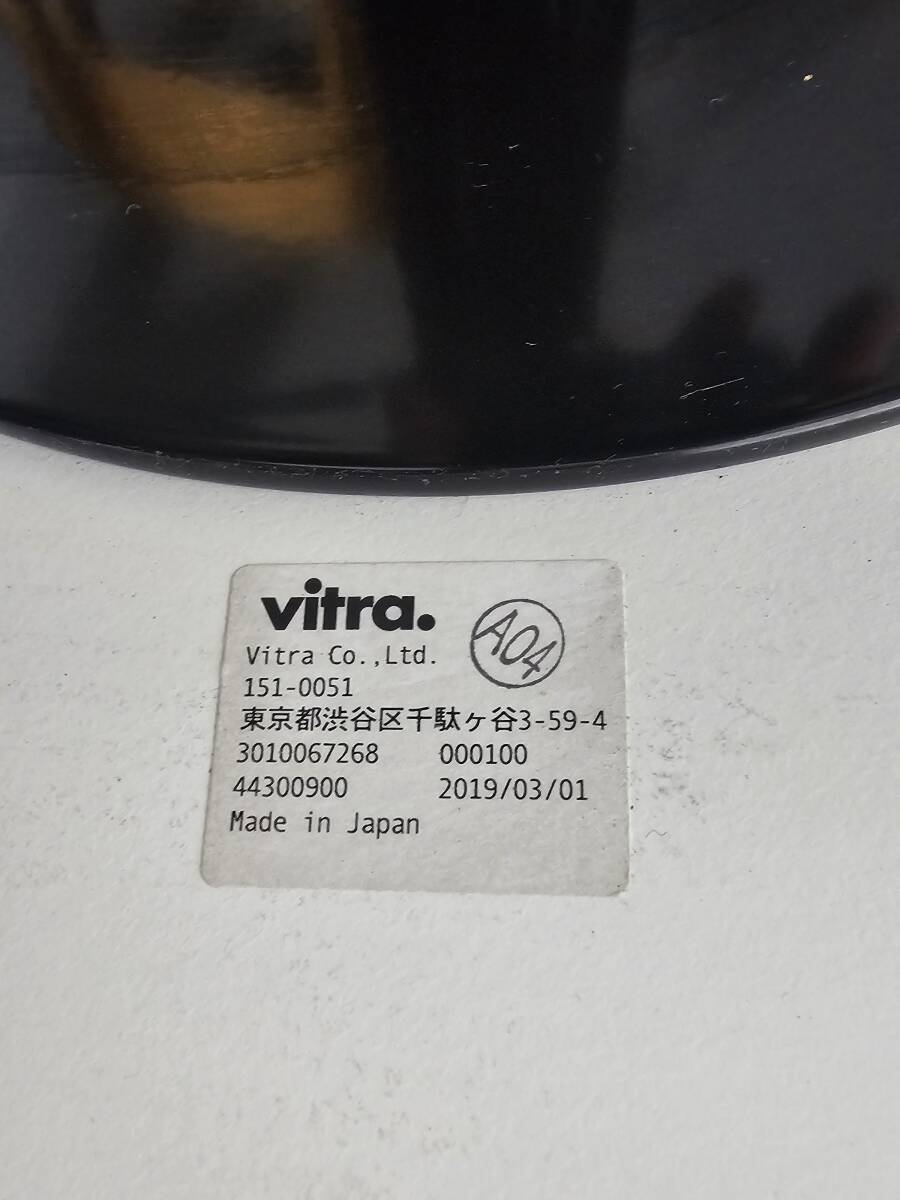 vitra.
A04
Vitra Co.,Ltd.
151-0051
東京都渋谷区千駄ヶ谷3-59-4
3010067268 000100
44300900 2019/03/01
Made in Japan